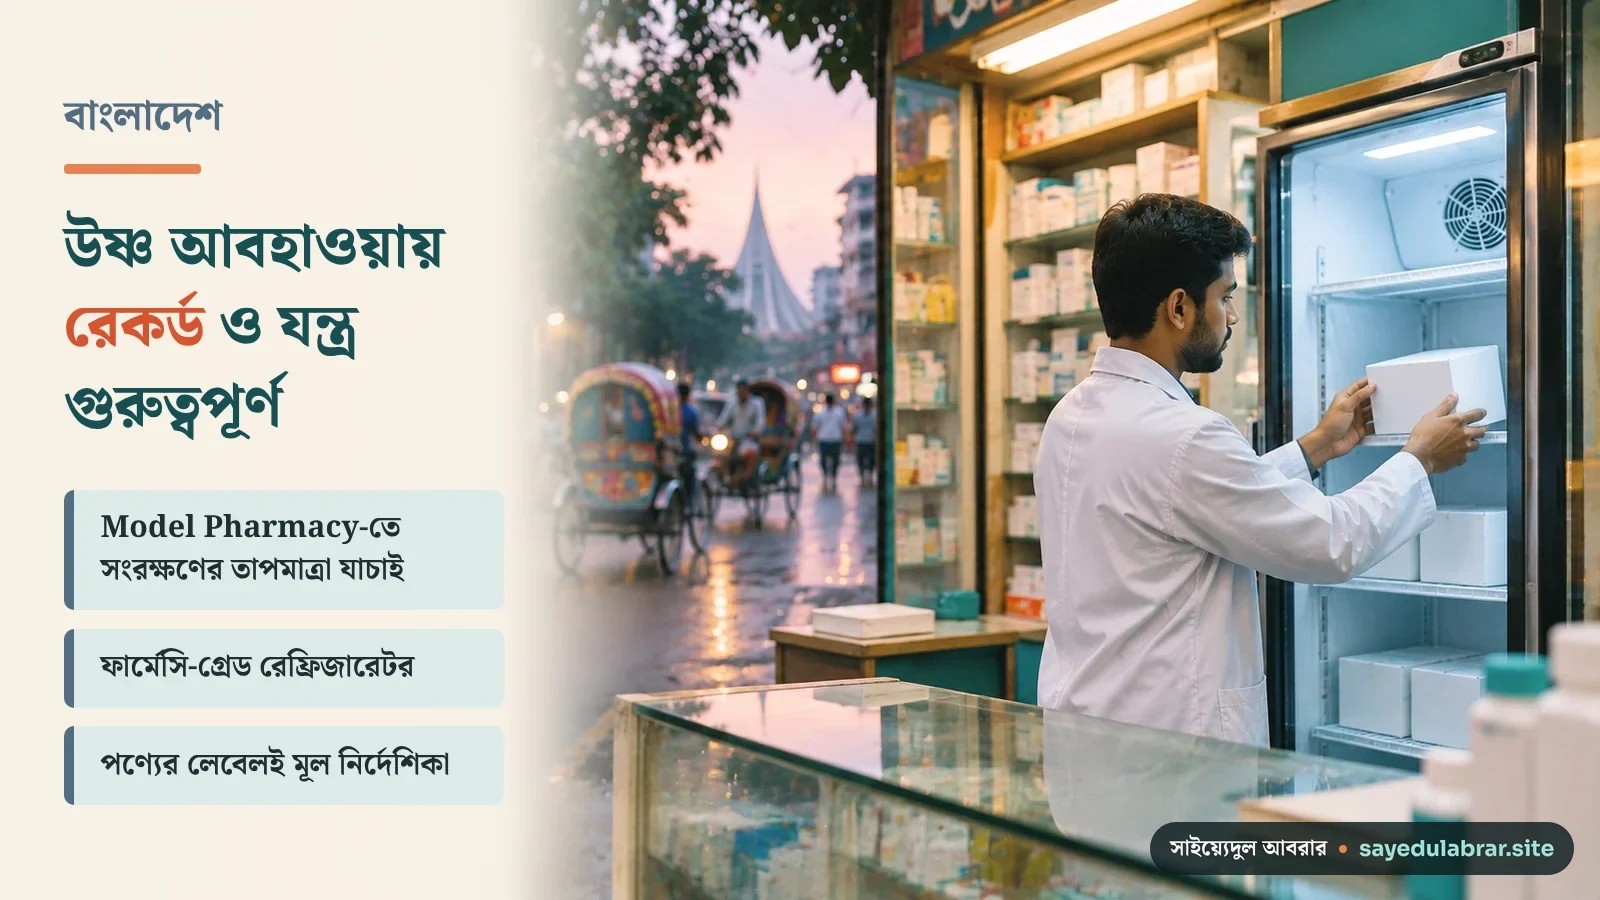 বাংলাদেশ
উষ্ণ আবহাওয়ায়
রেকর্ড ও যন্ত্র
গুরুত্বপূর্ণ
Model Pharmacy-তে
সংরক্ষণের তাপমাত্রা যাচাই
ফার্মেসি-গ্রেড রেফ্রিজারেটর
পণ্যের লেবেলই মূল নির্দেশিকা
সাইয়্যেদুল আবরার • sayedulabrar.site